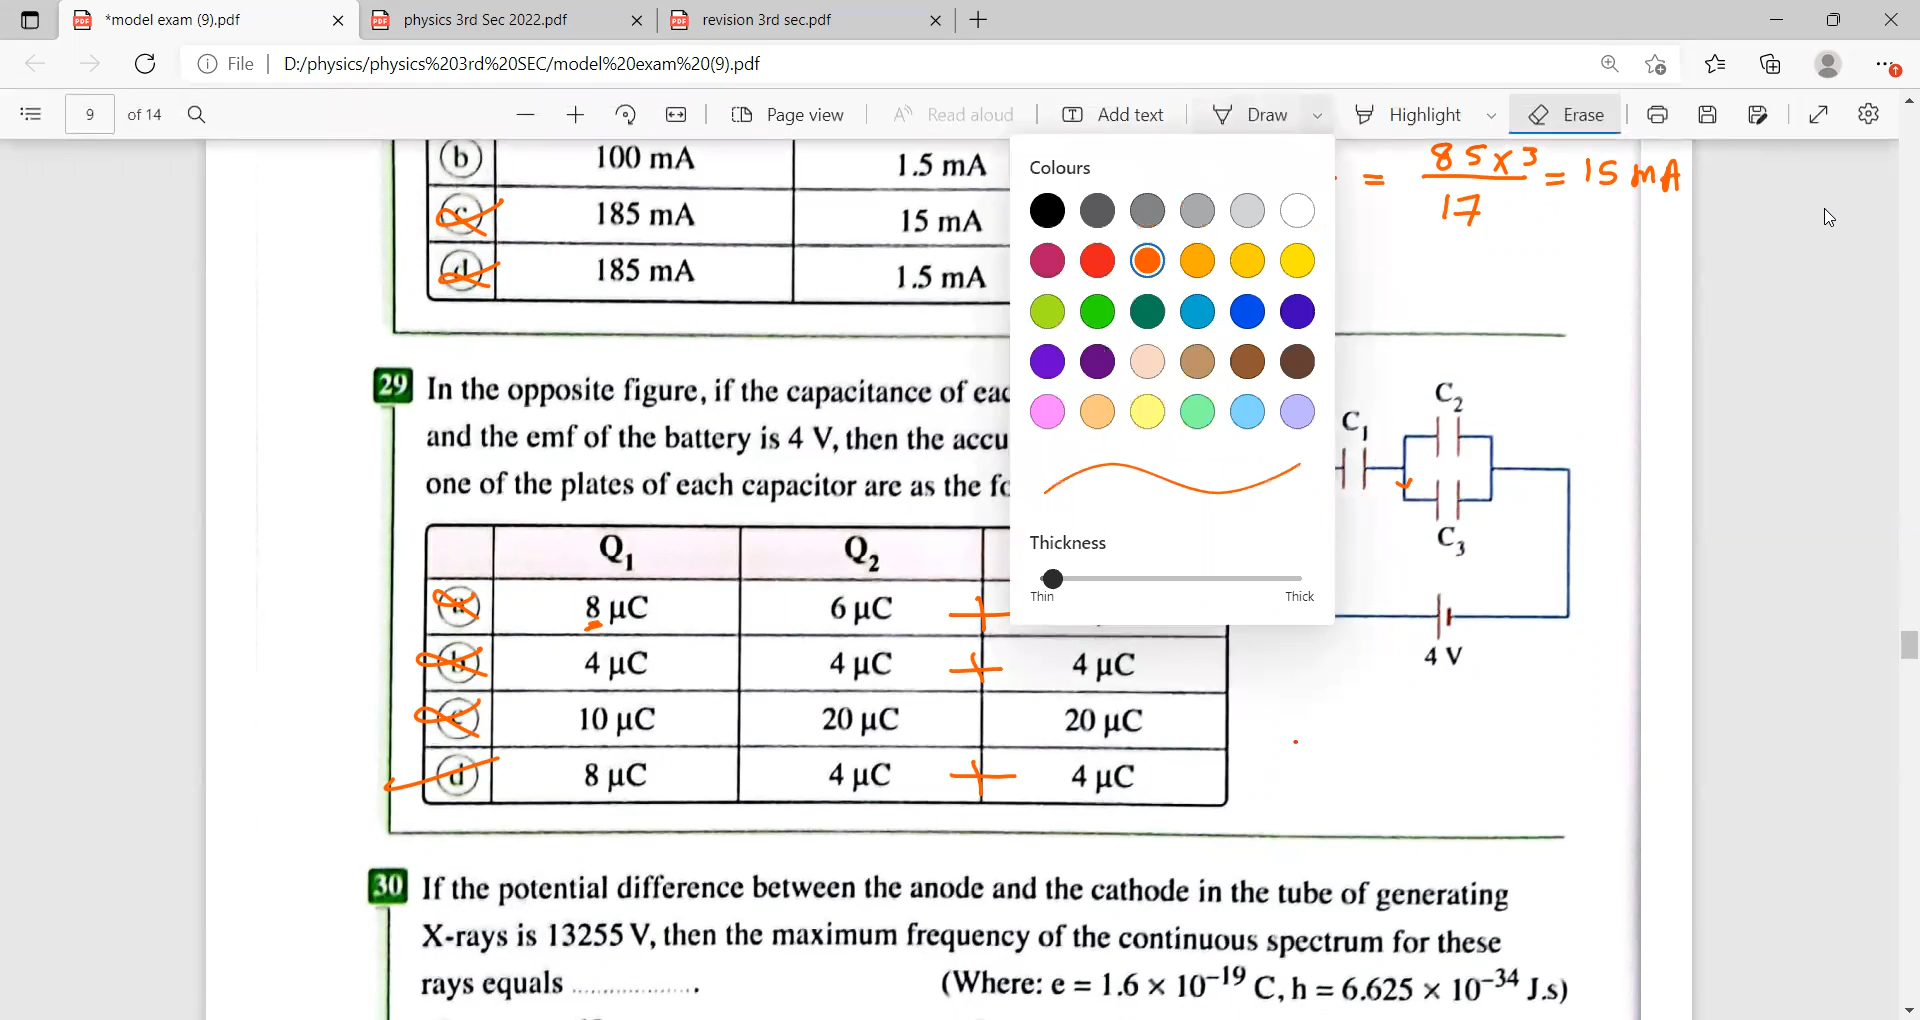 *model exam (9).pdf
physics 3rd Sec 2022.pdf
revision 3rd sec.pdf
File
D:/physics/physics%203rd%20SEC/model%20exam%20(9).pdf
9 of 14
Page view
Read aloud
Add text
Draw
Highlight
Erase
Colours
Thickness
Thin
Thick
b 100 mA 1.5 mA
c 185 mA 15 mA
d 185 mA 1.5 mA
= 85 x 3 / 17 = 15 mA
29 In the opposite figure, if the capacitance of eac
and the emf of the battery is 4 V, then the accu
one of the plates of each capacitor are as the fo
Q1 Q2
a 8 µC 6 µC
b 4 µC 4 µC 4 µC
c 10 µC 20 µC 20 µC
d 8 µC 4 µC 4 µC
C1
C2
C3
4 V
30 If the potential difference between the anode and the cathode in the tube of generating
X-rays is 13255 V, then the maximum frequency of the continuous spectrum for these
rays equals ................... (Where: e = 1.6 × 10−19 C, h = 6.625 × 10−34 J.s)